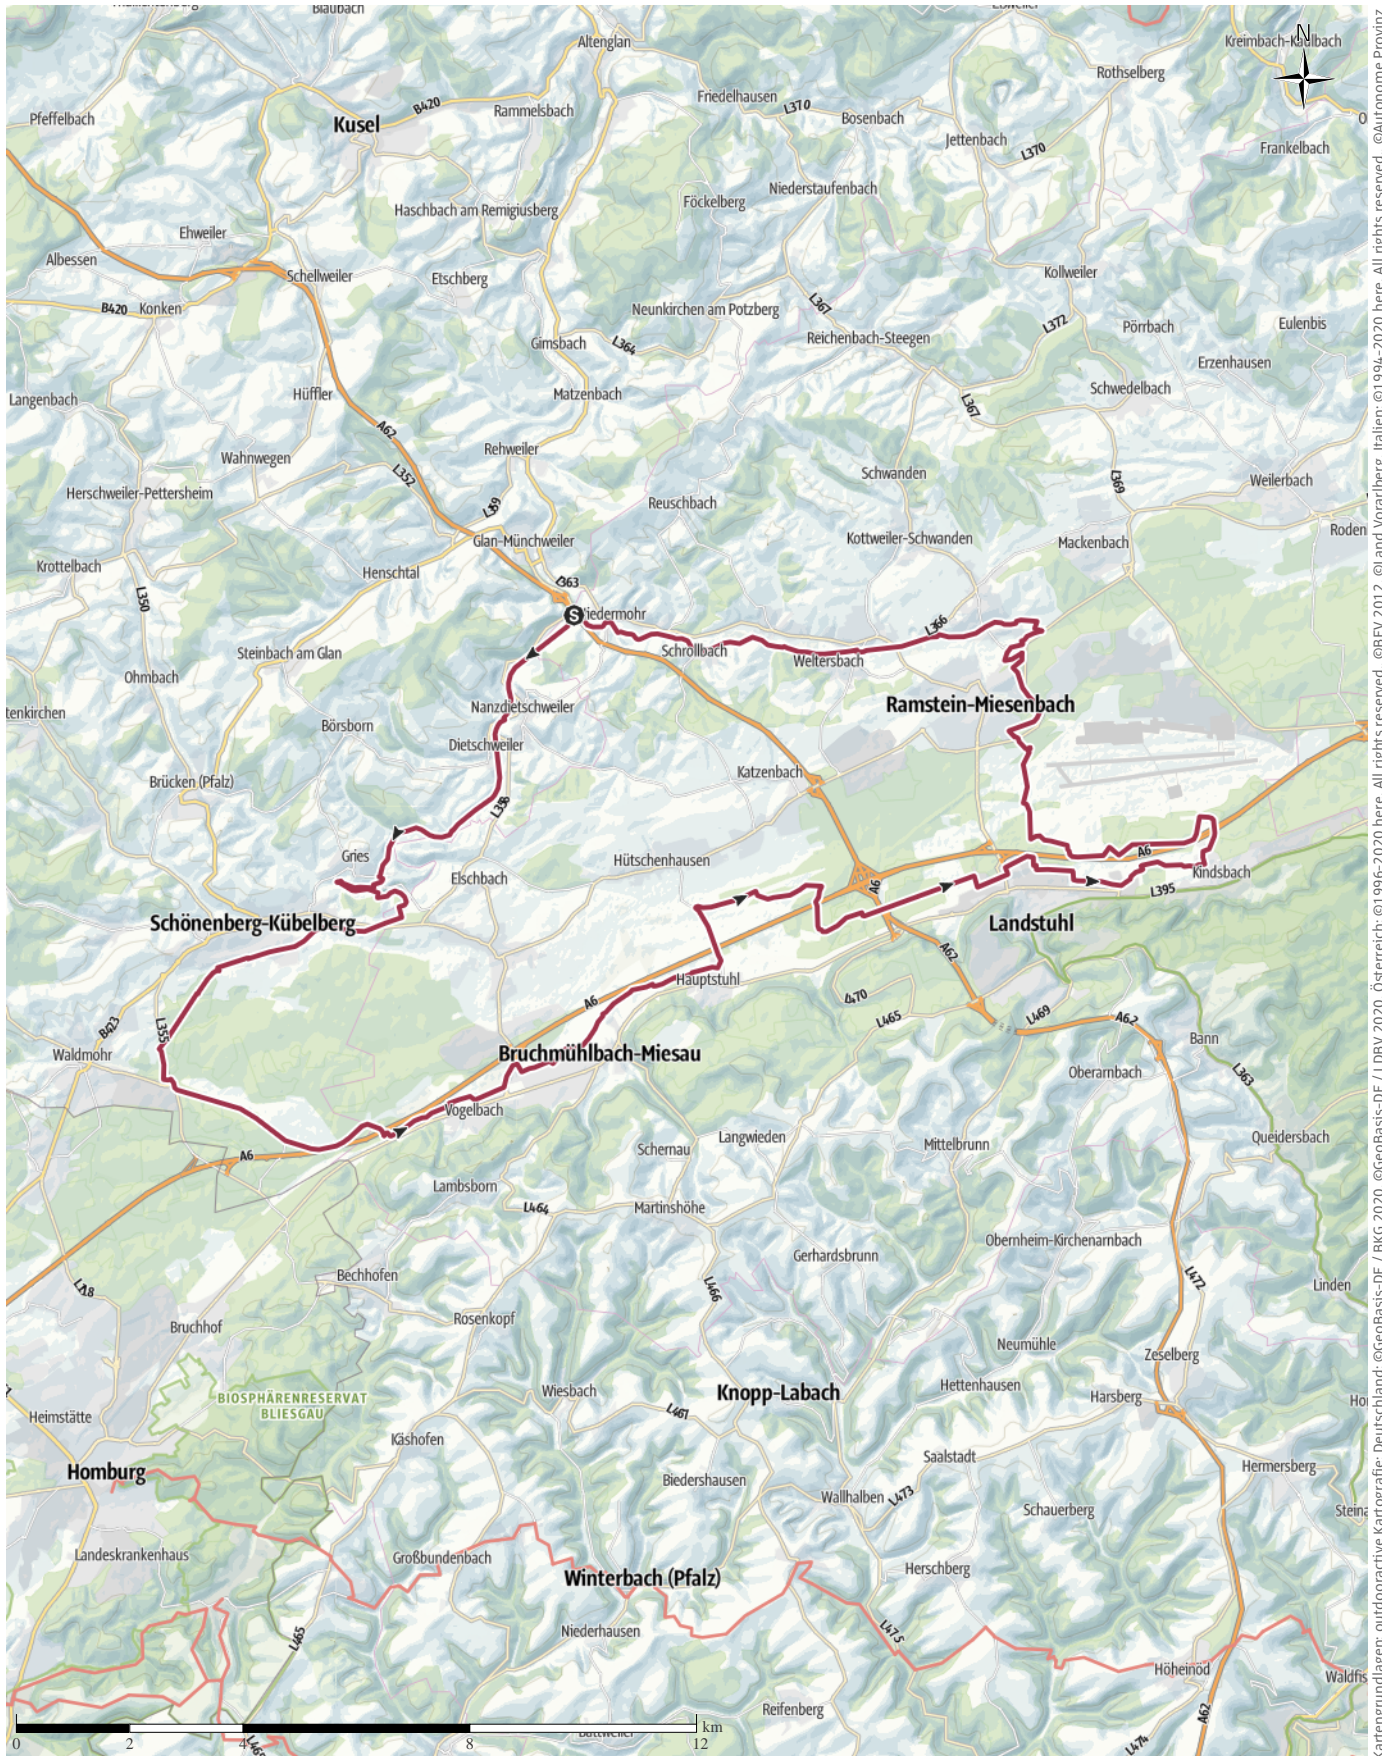 Blaubach
Altenglan
N
Kreimbach-Kaulbach
Rothselberg
Friedelhausen
L370
B420
Rammelsbach
Pfeffelbach
Kusel
Bosenbach
Jettenbach
L370
Frankelbach
Niederstaufenbach
Föckelberg
Haschbach am Remigiusberg
Ehweiler
Albessen
Schellweiler
Etschberg
Kollweiler
B420
Konken
Neunkirchen am Potzberg
L367
L372
Pörrbach
Eulenbis
Gimsbach
L364
Reichenbach-Steegen
Erzenhausen
Hüffler
Matzenbach
Schwedelbach
Langenbach
L367
A62
Rehweiler
Wahnwegen
L352
Schwanden
L369
Weilerbach
Herschweiler-Pettersheim
Reuschbach
Roden
Glan-Münchweiler
Kottweiler-Schwanden
Mackenbach
Krottelbach
Henschtal
L350
S
L366
Steinbach am Glan
Schrollbach
Weltersbach
Ohmbach
Ramstein-Miesenbach
tenkirchen
Nanzdietschweiler
Börsborn
Dietschweiler
Katzenbach
Brücken (Pfalz)
Gries
Hütschenhausen
A6
Elschbach
A6
Kindsbach
L395
Schönenberg-Kübelberg
Landstuhl
A62
Hauptstuhl
L470
A6
L465
L469
A62
B423
L355
Bann
Waldmohr
Bruchmühlbach-Miesau
Oberarnbach
L363
Vogelbach
Langwieden
Mittelbrunn
Queidersbach
Schernau
A6
Lambsborn
Martinshöhe
L464
Gerhardsbrunn
Obernheim-Kirchenarnbach
Bechhofen
L466
L472
Linden
Rosenkopf
Bruchhof
Neumühle
Zeselberg
BIOSPHÄRENRESERVAT
BLIESGAU
Wiesbach
Knopp-Labach
Hettenhausen
Harsberg
Heimstätte
L461
Käshofen
Saalstadt
Homburg
Biedershausen
Hermersberg
Wallhalben
L473
Schauerberg
Landeskrankenhaus
Großbundenbach
Herschberg
Winterbach (Pfalz)
L465
Niederhausen
L475
Höheinöd
Reifenberg
A62
L474
km
0 2 4 8 12